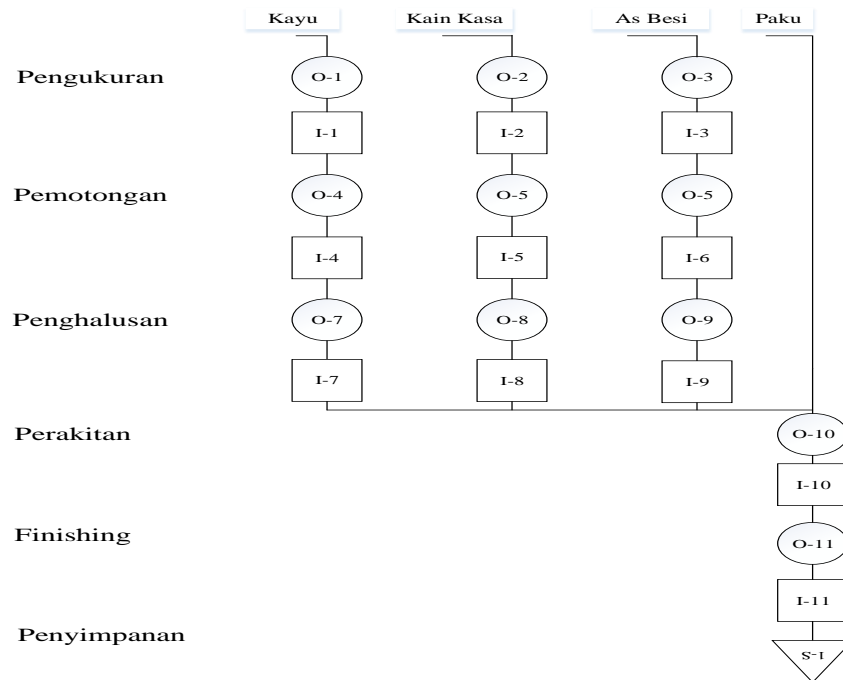 Kayu Kain Kasa As Besi Paku
Pengukuran O-1 O-2 O-3
I-1 I-2 I-3
Pemotongan O-4 O-5 O-5
I-4 I-5 I-6
Penghalusan O-7 O-8 O-9
I-7 I-8 I-9
Perakitan O-10
I-10
Finishing O-11
I-11
Penyimpanan
S-1